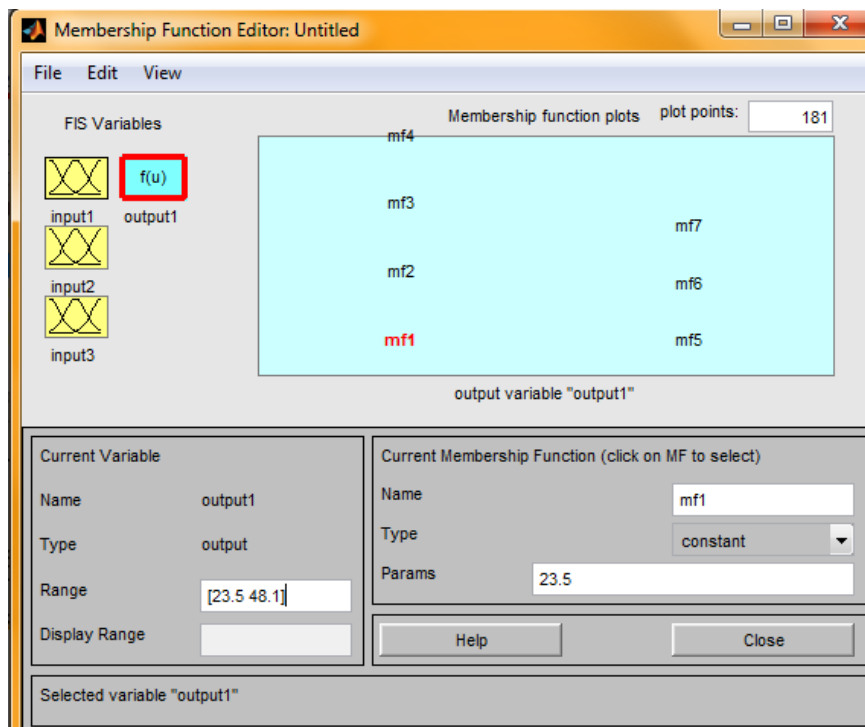 Membership Function Editor: Untitled
File Edit View
FIS Variables
Membership function plots
plot points:
181
f(u)
input1
output1
input2
input3
mf4
mf3
mf2
mf1
mf7
mf6
mf5
output variable "output1"
Current Variable
Name output1
Type output
Range [23.5 48.1]
Display Range
Current Membership Function (click on MF to select)
Name mf1
Type constant
Params 23.5
Help
Close
Selected variable "output1"